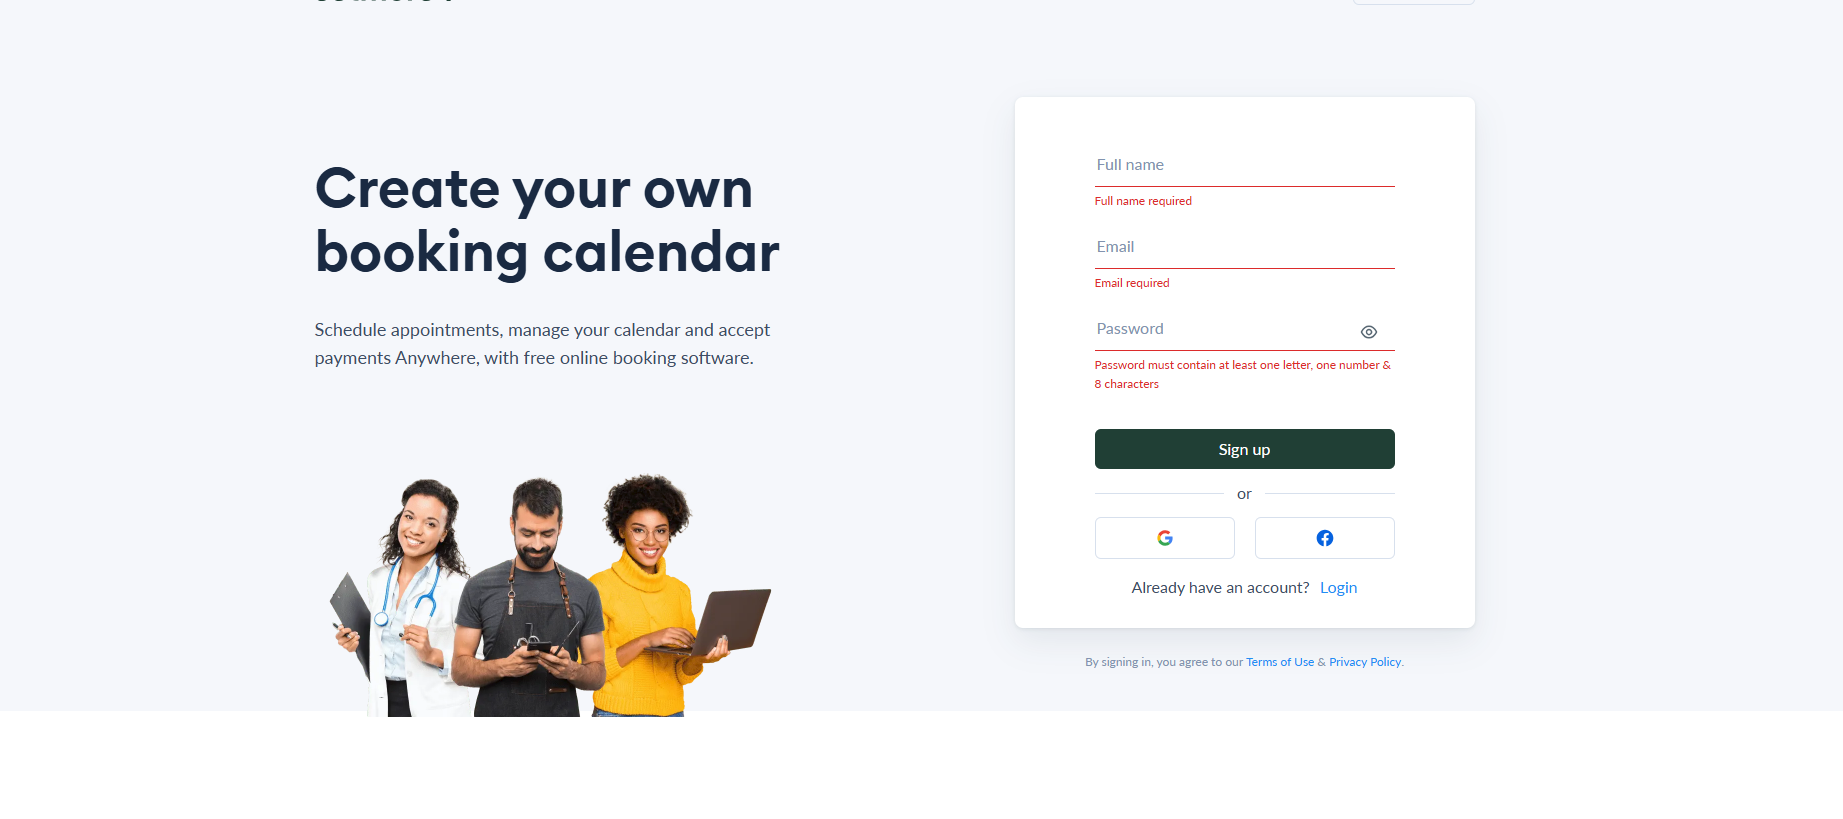 Create your own
booking calendar
Schedule appointments, manage your calendar and accept
payments Anywhere, with free online booking software.
Full name
Full name required
Email
Email required
Password
Password must contain at least one letter, one number &
8 characters
Sign up
or
Already have an account? Login
By signing in, you agree to our Terms of Use & Privacy Policy.